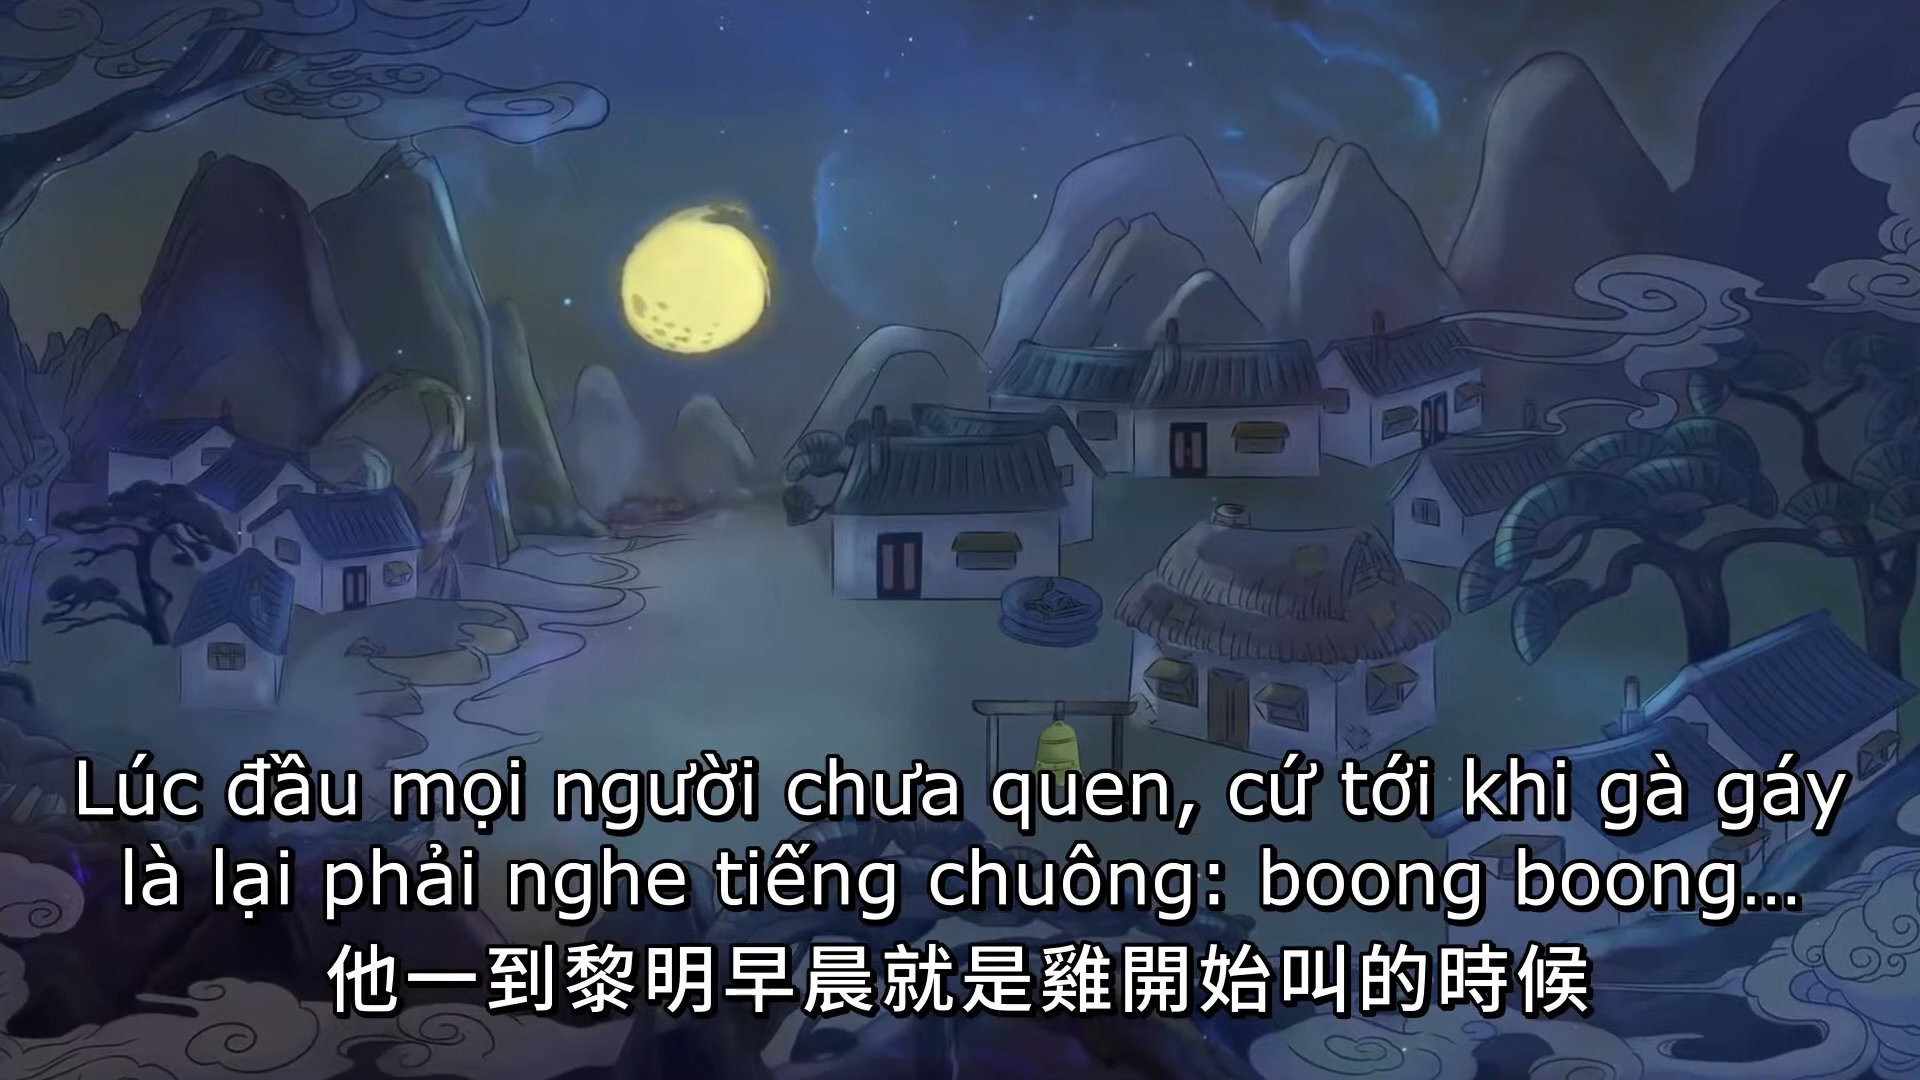 Lúc đầu mọi người chưa quen, cứ tới khi gà gáy
là lại phải nghe tiếng chuông: boong boong...
他一到黎明早晨就是雞開始叫的時候